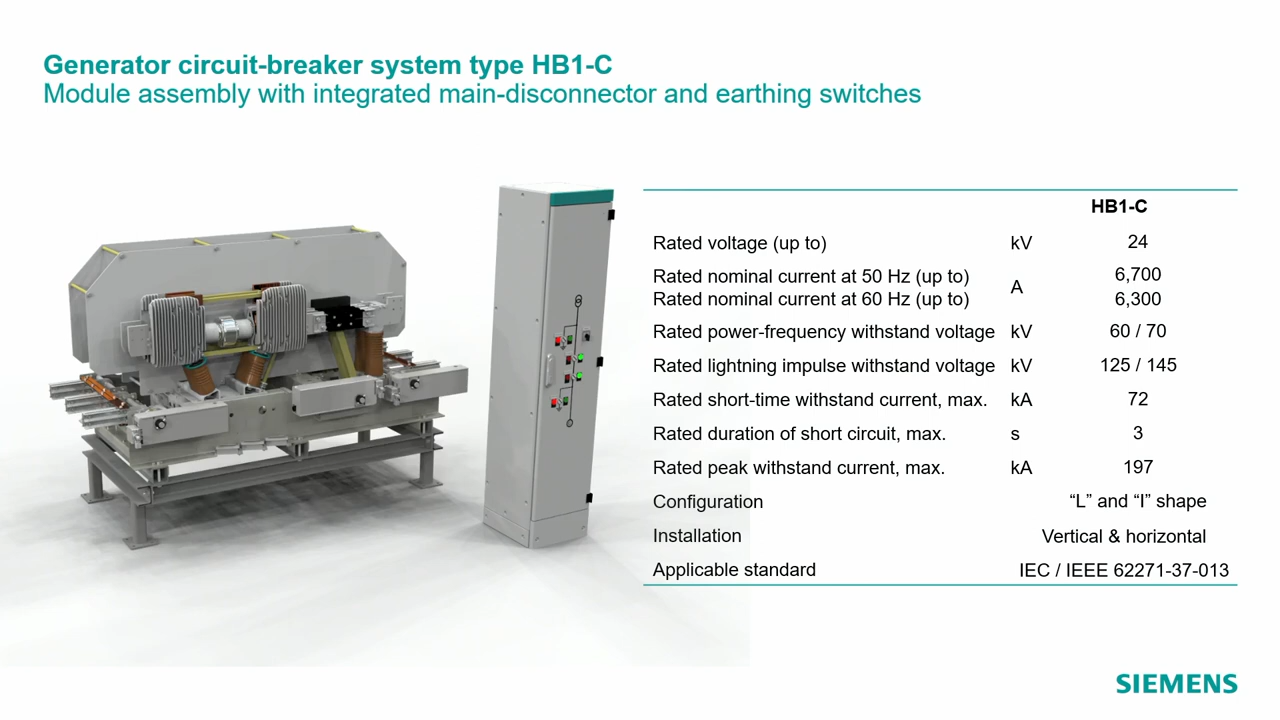 Generator circuit-breaker system type HB1-C
Module assembly with integrated main-disconnector and earthing switches
HB1-C
Rated voltage (up to) kV 24
Rated nominal current at 50 Hz (up to) A 6,700
Rated nominal current at 60 Hz (up to) 6,300
Rated power-frequency withstand voltage kV 60 / 70
Rated lightning impulse withstand voltage kV 125 / 145
Rated short-time withstand current, max. kA 72
Rated duration of short circuit, max. s 3
Rated peak withstand current, max. kA 197
Configuration “L” and “I” shape
Installation Vertical & horizontal
Applicable standard IEC / IEEE 62271-37-013
SIEMENS